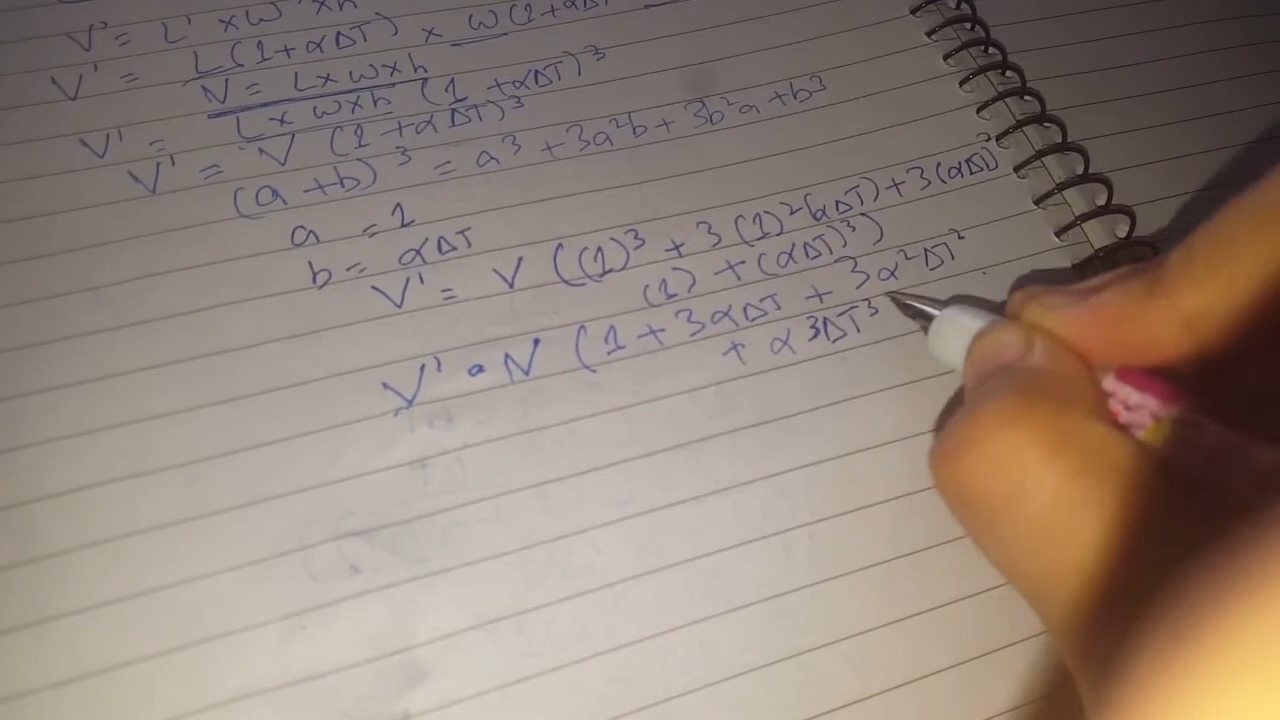 V' = L' x W' x h'
V' = L(1+αΔT) x W(1+αΔT
V = L x W x h
V' = L x W x h (1+αΔT)³
V' = V (1+αΔT)³
(a+b)³ = a³ + 3a²b + 3b²a + b³
a = 1
b = αΔT
V' = V ((1)³ + 3(1)²(αΔT) + 3(αΔT)²
(1) + (αΔT)³)
V' = V (1 + 3αΔT + 3α²ΔT²
+ α³ΔT³